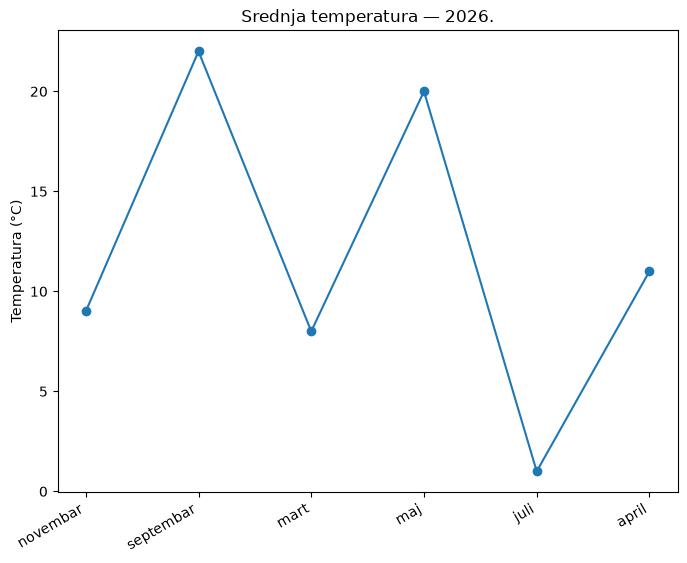 Srednja temperatura — 2026.
Temperatura (°C)
20
15
10
5
0
novembar
septembar
mart
maj
juli
april